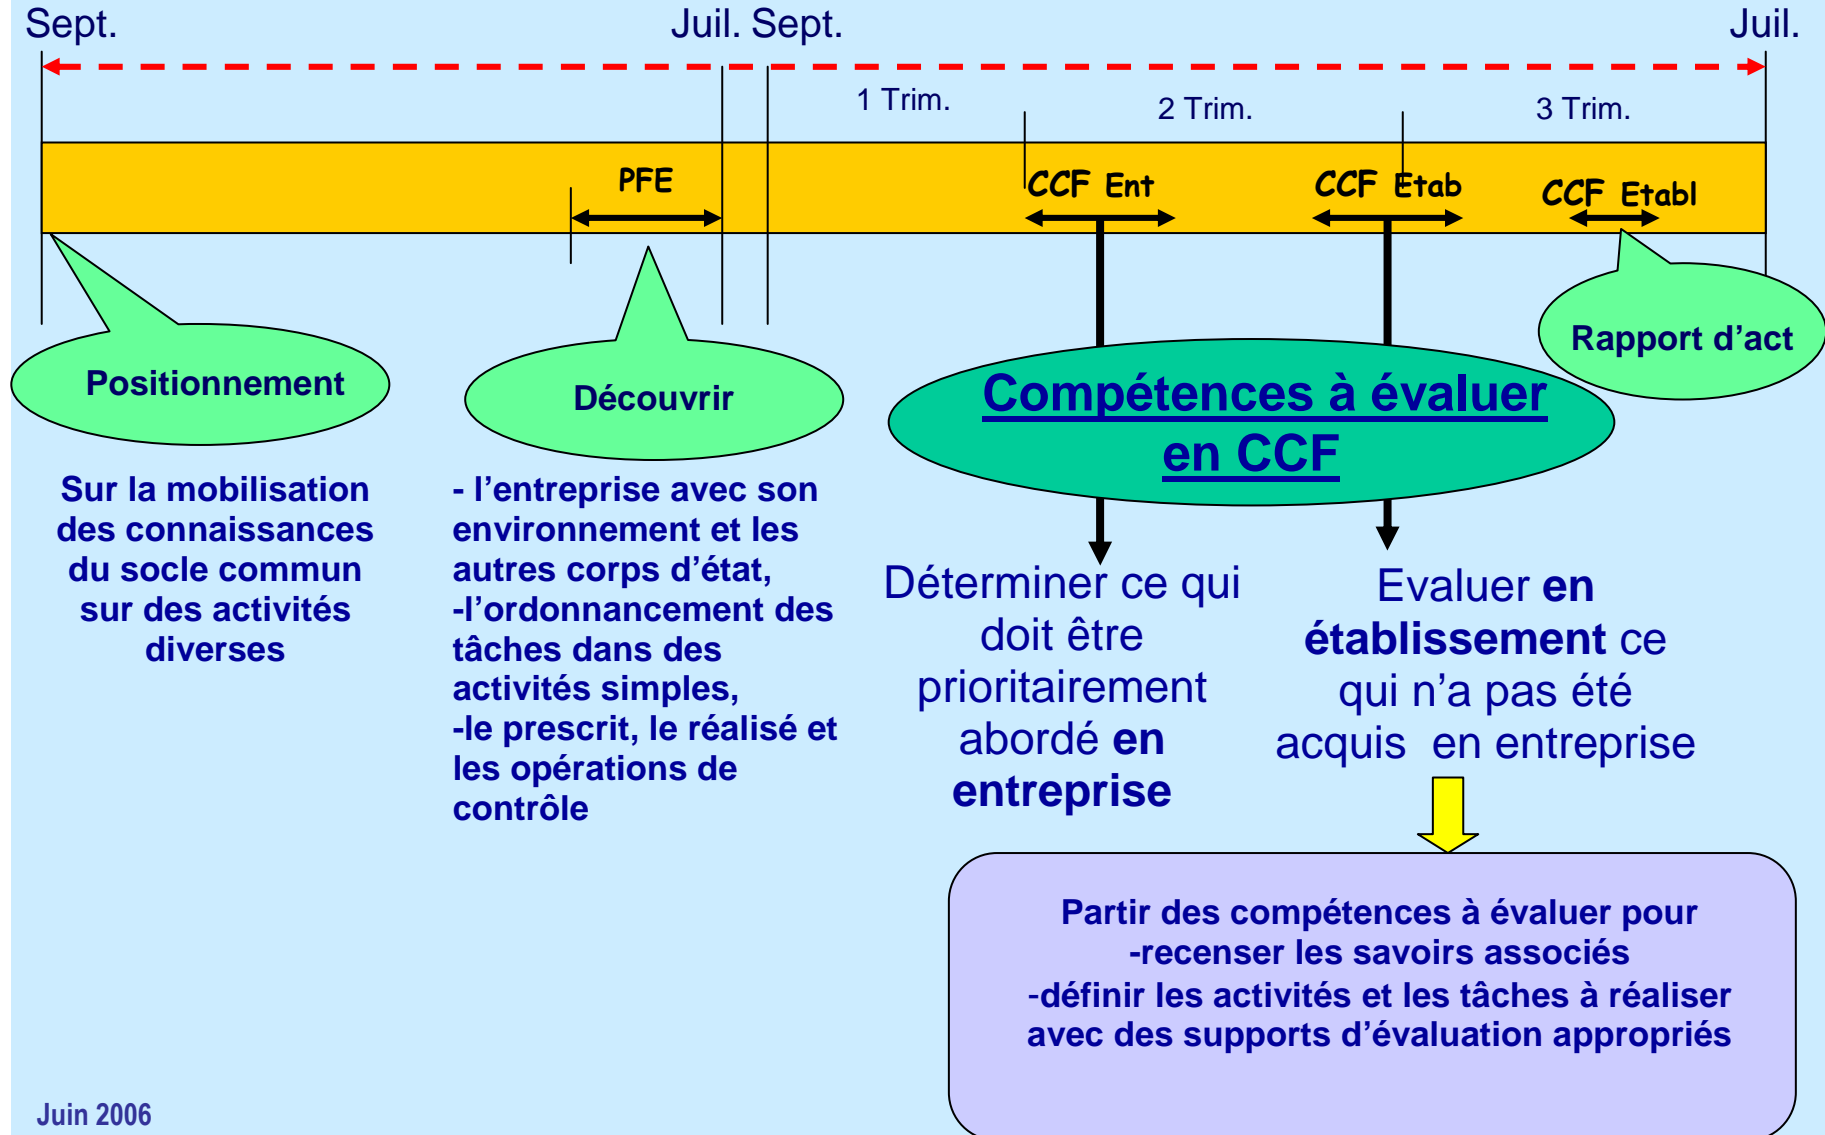 Sept.
Juil. Sept.
Juil.
1 Trim.
2 Trim.
3 Trim.
PFE
CCF Ent
CCF Etab
CCF Etabl
Positionnement
Découvrir
Compétences à évaluer
en CCF
Rapport d’act
Sur la mobilisation
des connaissances
du socle commun
sur des activités
diverses
- l’entreprise avec son
environnement et les
autres corps d’état,
-l’ordonnancement des
tâches dans des
activités simples,
-le prescrit, le réalisé et
les opérations de
contrôle
Déterminer ce qui
doit être
prioritairement
abordé en
entreprise
Evaluer en
établissement ce
qui n’a pas été
acquis en entreprise
Partir des compétences à évaluer pour
-recenser les savoirs associés
-définir les activités et les tâches à réaliser
avec des supports d’évaluation appropriés
Juin 2006